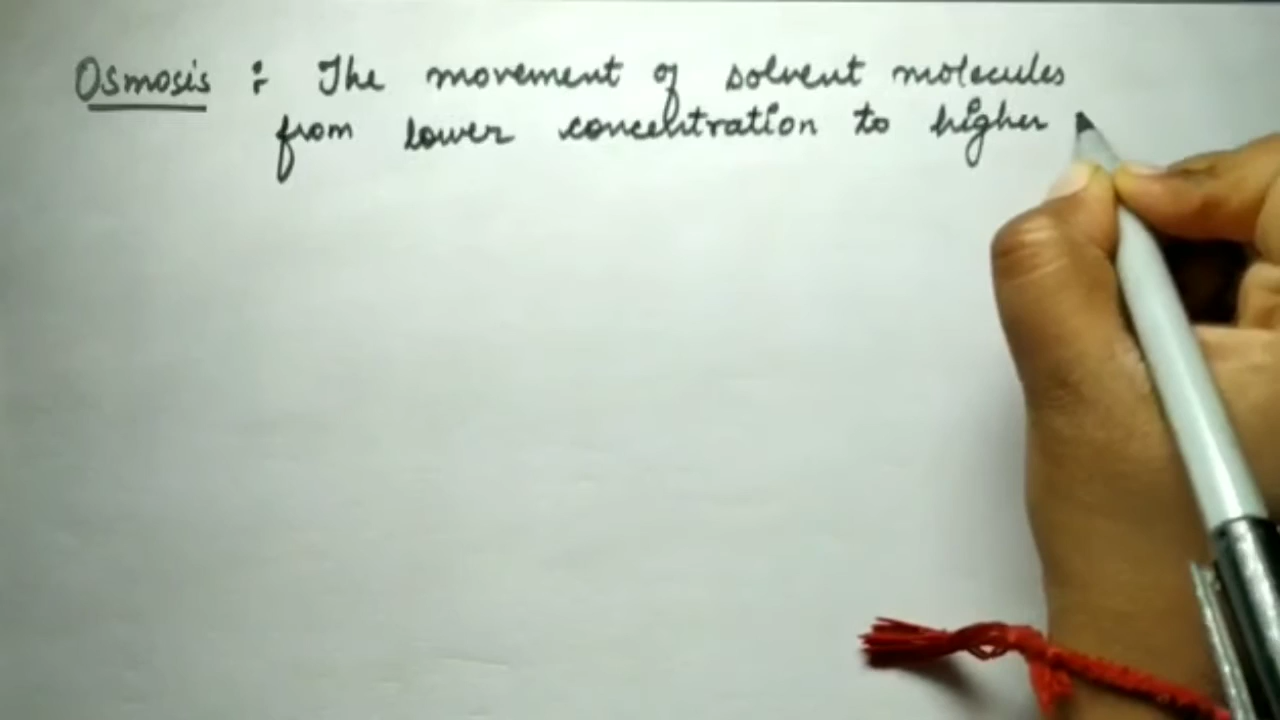 Osmosis : The movement of solvent molecules
from lower concentration to higher